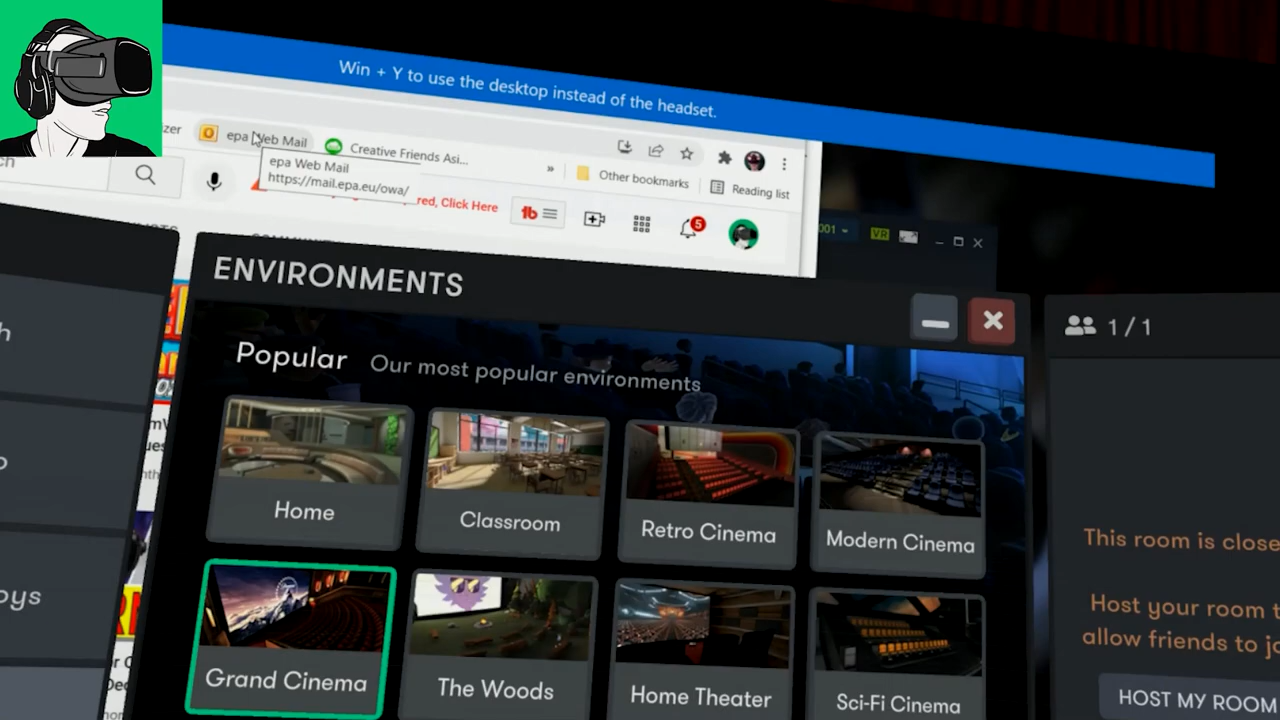 Win + Y to use the desktop instead of the headset.
epa Web Mail
Creative Friends Asi...
epa Web Mail
https://mail.epa.eu/owa/
»
Other bookmarks
Reading list
red, Click Here
5
001
VR
ENVIRONMENTS
1/1
Popular
Our most popular environments
Home
Classroom
Retro Cinema
Modern Cinema
Grand Cinema
The Woods
Home Theater
Sci-Fi Cinema
This room is close
Host your room t
allow friends to jo
HOST MY ROOM